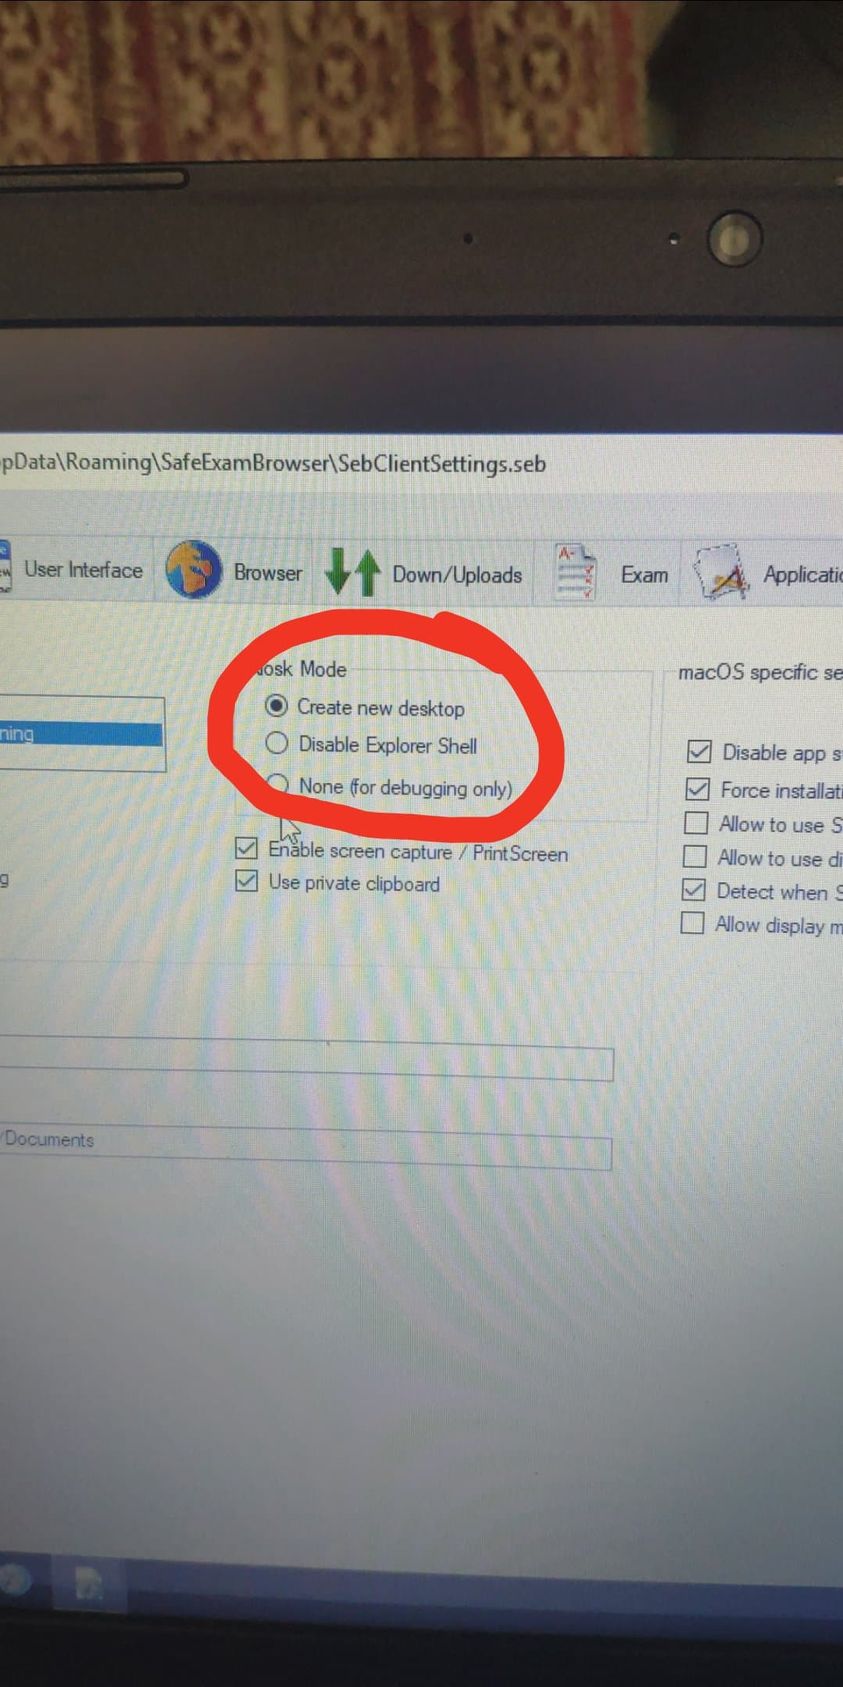 pData\Roaming\SafeExamBrowser\SebClientSettings.seb
User Interface
Browser
Down/Uploads
A-
Exam
Applicatio
iosk Mode
Create new desktop
Disable Explorer Shell
None (for debugging only)
Enable screen capture / PrintScreen
Use private clipboard
macOS specific se
Disable app s
Force installati
Allow to use S
Allow to use di
Detect when S
Allow display m
ning
g
/Documents